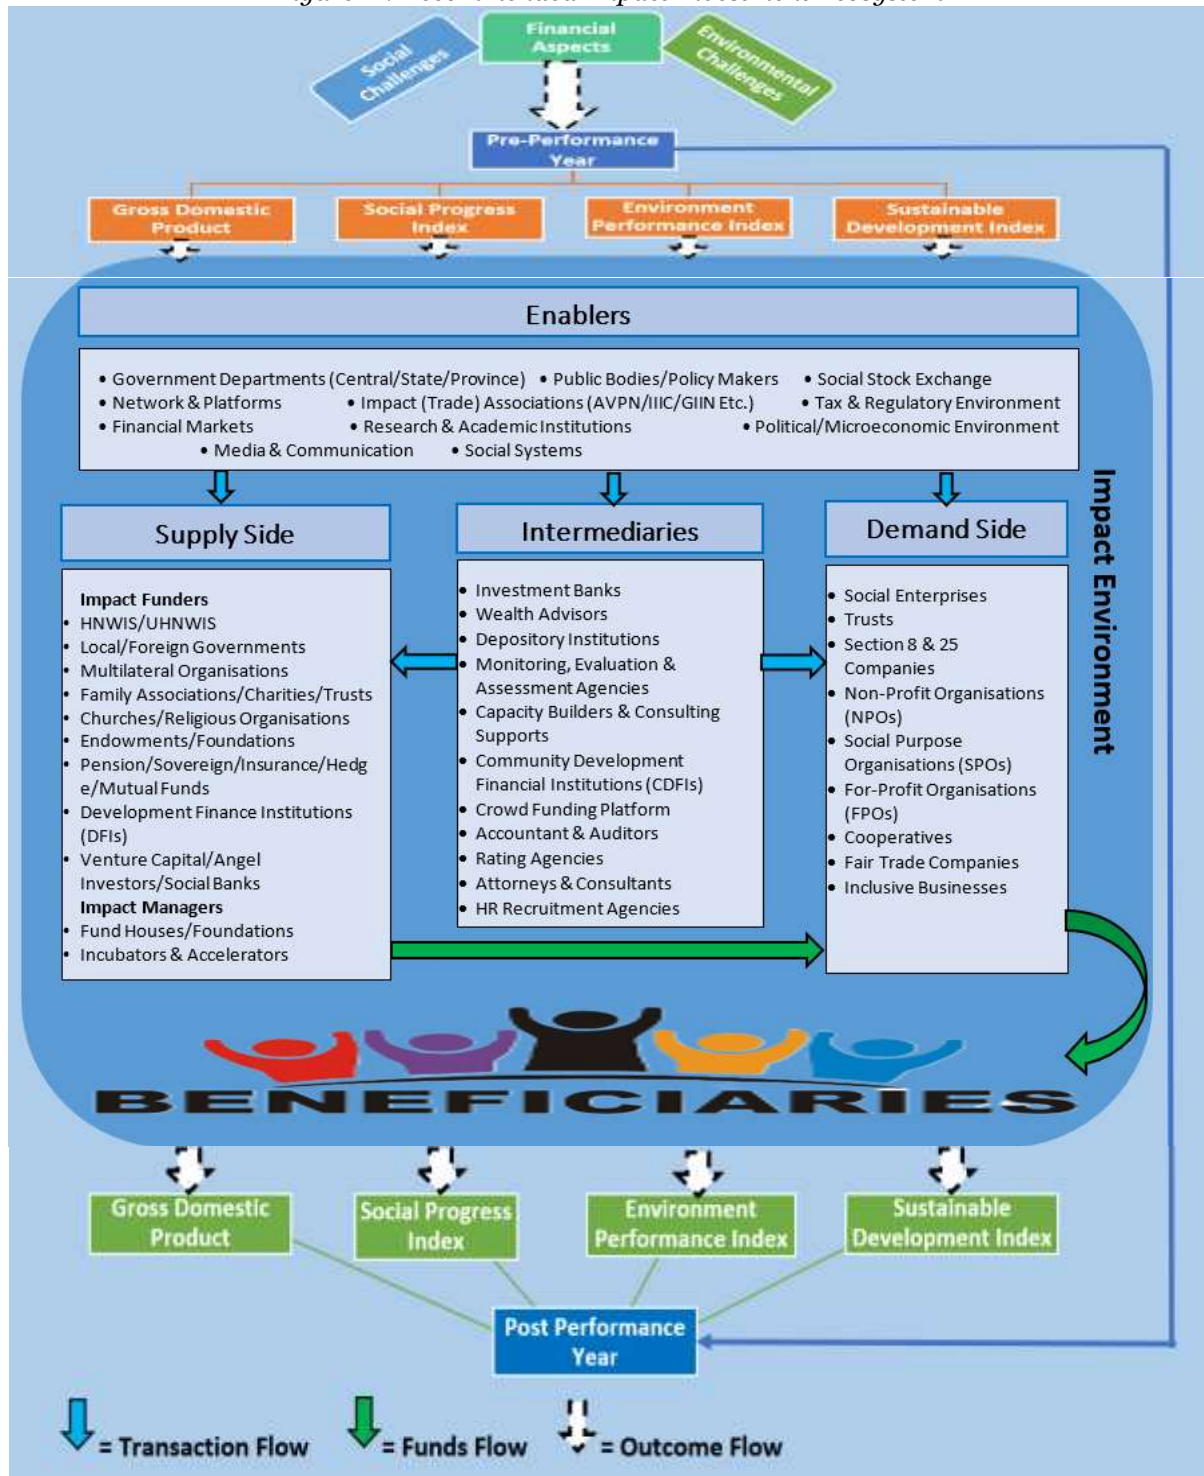 Social
Challenges
Financial
Aspects
Environmental
Challenges
Pre-Performance
Year
Gross Domestic
Product
Social Progress
Index
Environment
Performance Index
Sustainable
Development Index
Enablers
• Government Departments (Central/State/Province) • Public Bodies/Policy Makers • Social Stock Exchange
• Network & Platforms • Impact (Trade) Associations (AVPN/IIIC/GIIN Etc.) • Tax & Regulatory Environment
• Financial Markets • Research & Academic Institutions • Political/Microeconomic Environment
• Media & Communication • Social Systems
Supply Side
Impact Funders
• HNWIS/UHNWIS
• Local/Foreign Governments
• Multilateral Organisations
• Family Associations/Charities/Trusts
• Churches/Religious Organisations
• Endowments/Foundations
• Pension/Sovereign/Insurance/Hedg
e/Mutual Funds
• Development Finance Institutions
(DFIs)
• Venture Capital/Angel
Investors/Social Banks
Impact Managers
• Fund Houses/Foundations
• Incubators & Accelerators
Intermediaries
• Investment Banks
• Wealth Advisors
• Depository Institutions
• Monitoring, Evaluation &
Assessment Agencies
• Capacity Builders & Consulting
Supports
• Community Development
Financial Institutions (CDFIs)
• Crowd Funding Platform
• Accountant & Auditors
• Rating Agencies
• Attorneys & Consultants
• HR Recruitment Agencies
Demand Side
• Social Enterprises
• Trusts
• Section 8 & 25
Companies
• Non-Profit Organisations
(NPOs)
• Social Purpose
Organisations (SPOs)
• For-Profit Organisations
(FPOs)
• Cooperatives
• Fair Trade Companies
• Inclusive Businesses
Impact Environment
BENEFICIARIES
Gross Domestic
Product
Social Progress
Index
Environment
Performance Index
Sustainable
Development Index
Post Performance
Year
= Transaction Flow
= Funds Flow
= Outcome Flow